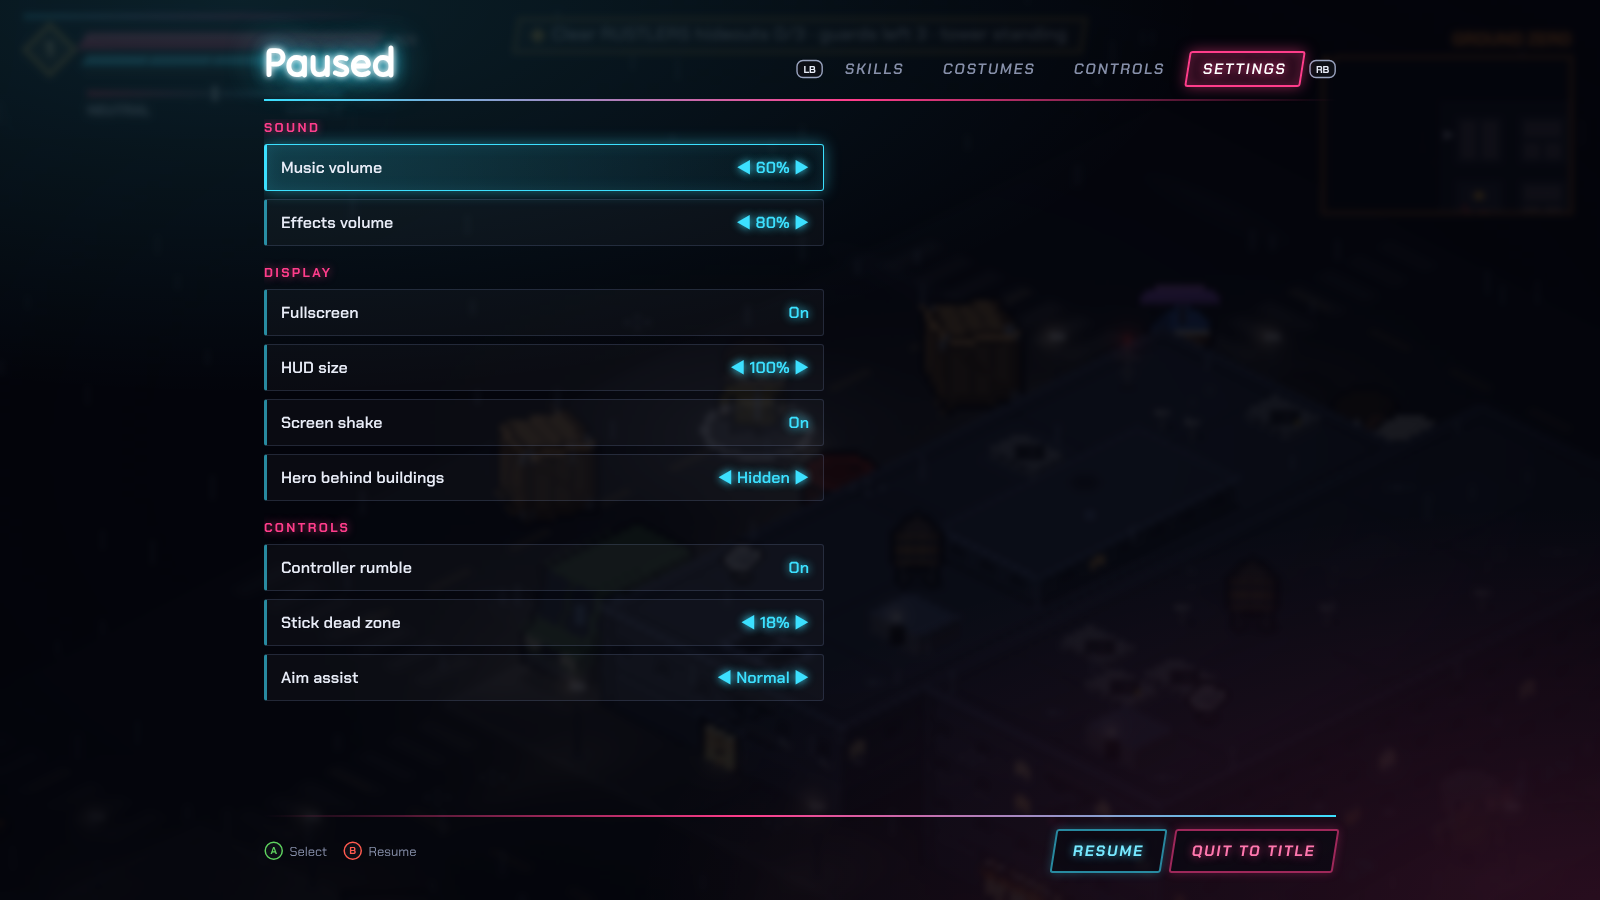 Paused
LB SKILLS COSTUMES CONTROLS SETTINGS RB
SOUND
Music volume ◀ 60% ▶
Effects volume ◀ 80% ▶
DISPLAY
Fullscreen On
HUD size ◀ 100% ▶
Screen shake On
Hero behind buildings ◀ Hidden ▶
CONTROLS
Controller rumble On
Stick dead zone ◀ 18% ▶
Aim assist ◀ Normal ▶
A Select B Resume
RESUME QUIT TO TITLE